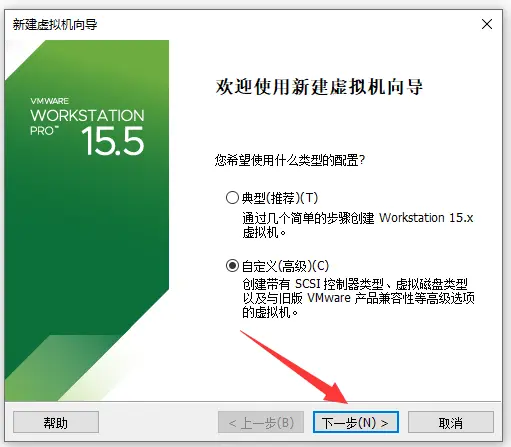 新建虚拟机向导
VMWARE
WORKSTATION
PRO™
15.5
欢迎使用新建虚拟机向导
您希望使用什么类型的配置?
典型(推荐)(T)
通过几个简单的步骤创建 Workstation 15.x
虚拟机。
自定义(高级)(C)
创建带有 SCSI 控制器类型、虚拟磁盘类型
以及与旧版 VMware 产品兼容性等高级选项
的虚拟机。
帮助
< 上一步(B)
下一步(N) >
取消